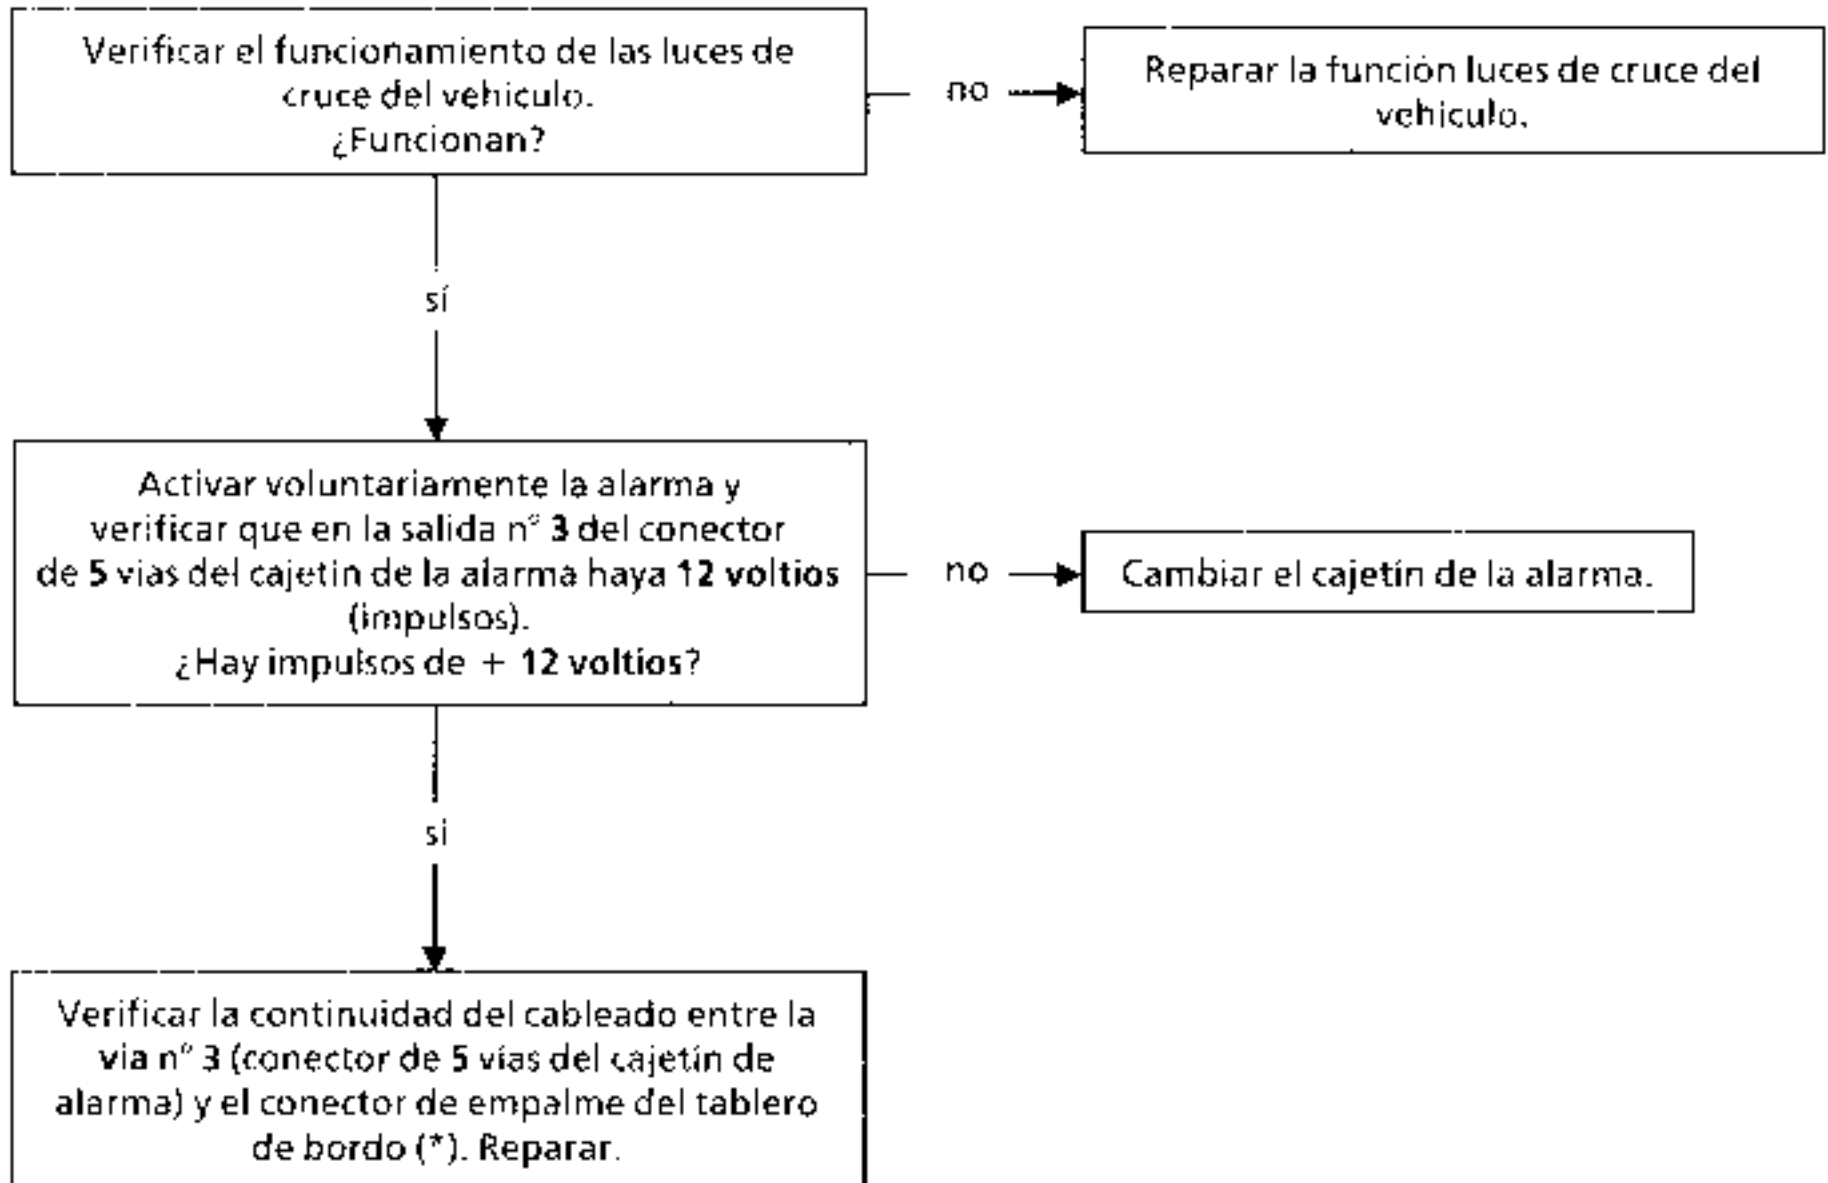 Verificar el funcionamiento de las luces de
cruce del vehiculo.
¿Funcionan?
no
Reparar la función luces de cruce del
vehiculo.
sí
Activar voluntariamente la alarma y
verificar que en la salida n° 3 del conector
de 5 vias del cajetin de la alarma haya 12 voltios
(impulsos).
¿Hay impulsos de + 12 voltios?
no
Cambiar el cajetín de la alarma.
si
Verificar la continuidad del cableado entre la
via n° 3 (conector de 5 vías del cajetín de
alarma) y el conector de empalme del tablero
de bordo (*). Reparar.